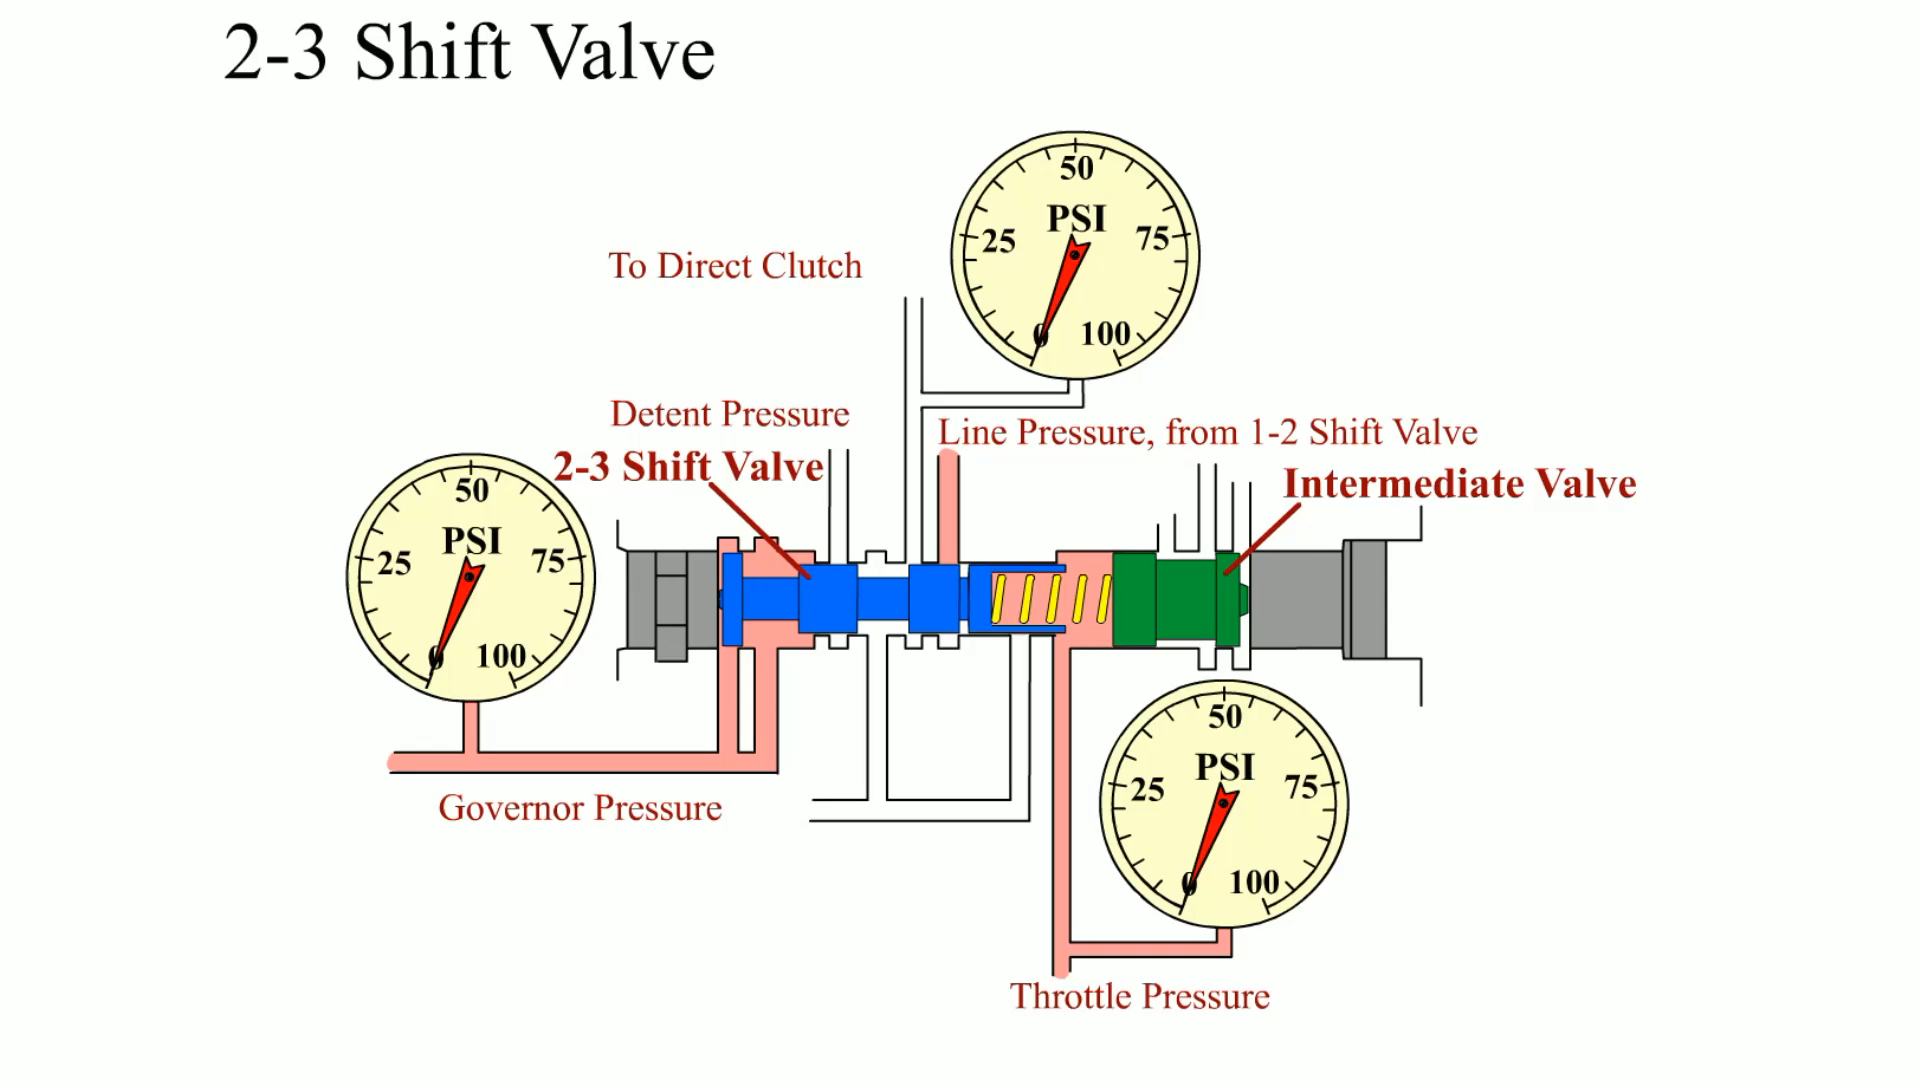 2-3 Shift Valve
50
PSI
25
75
0
100
To Direct Clutch
Detent Pressure
Line Pressure, from 1-2 Shift Valve
2-3 Shift Valve
Intermediate Valve
50
PSI
25
75
0
100
Governor Pressure
50
PSI
25
75
0
100
Throttle Pressure